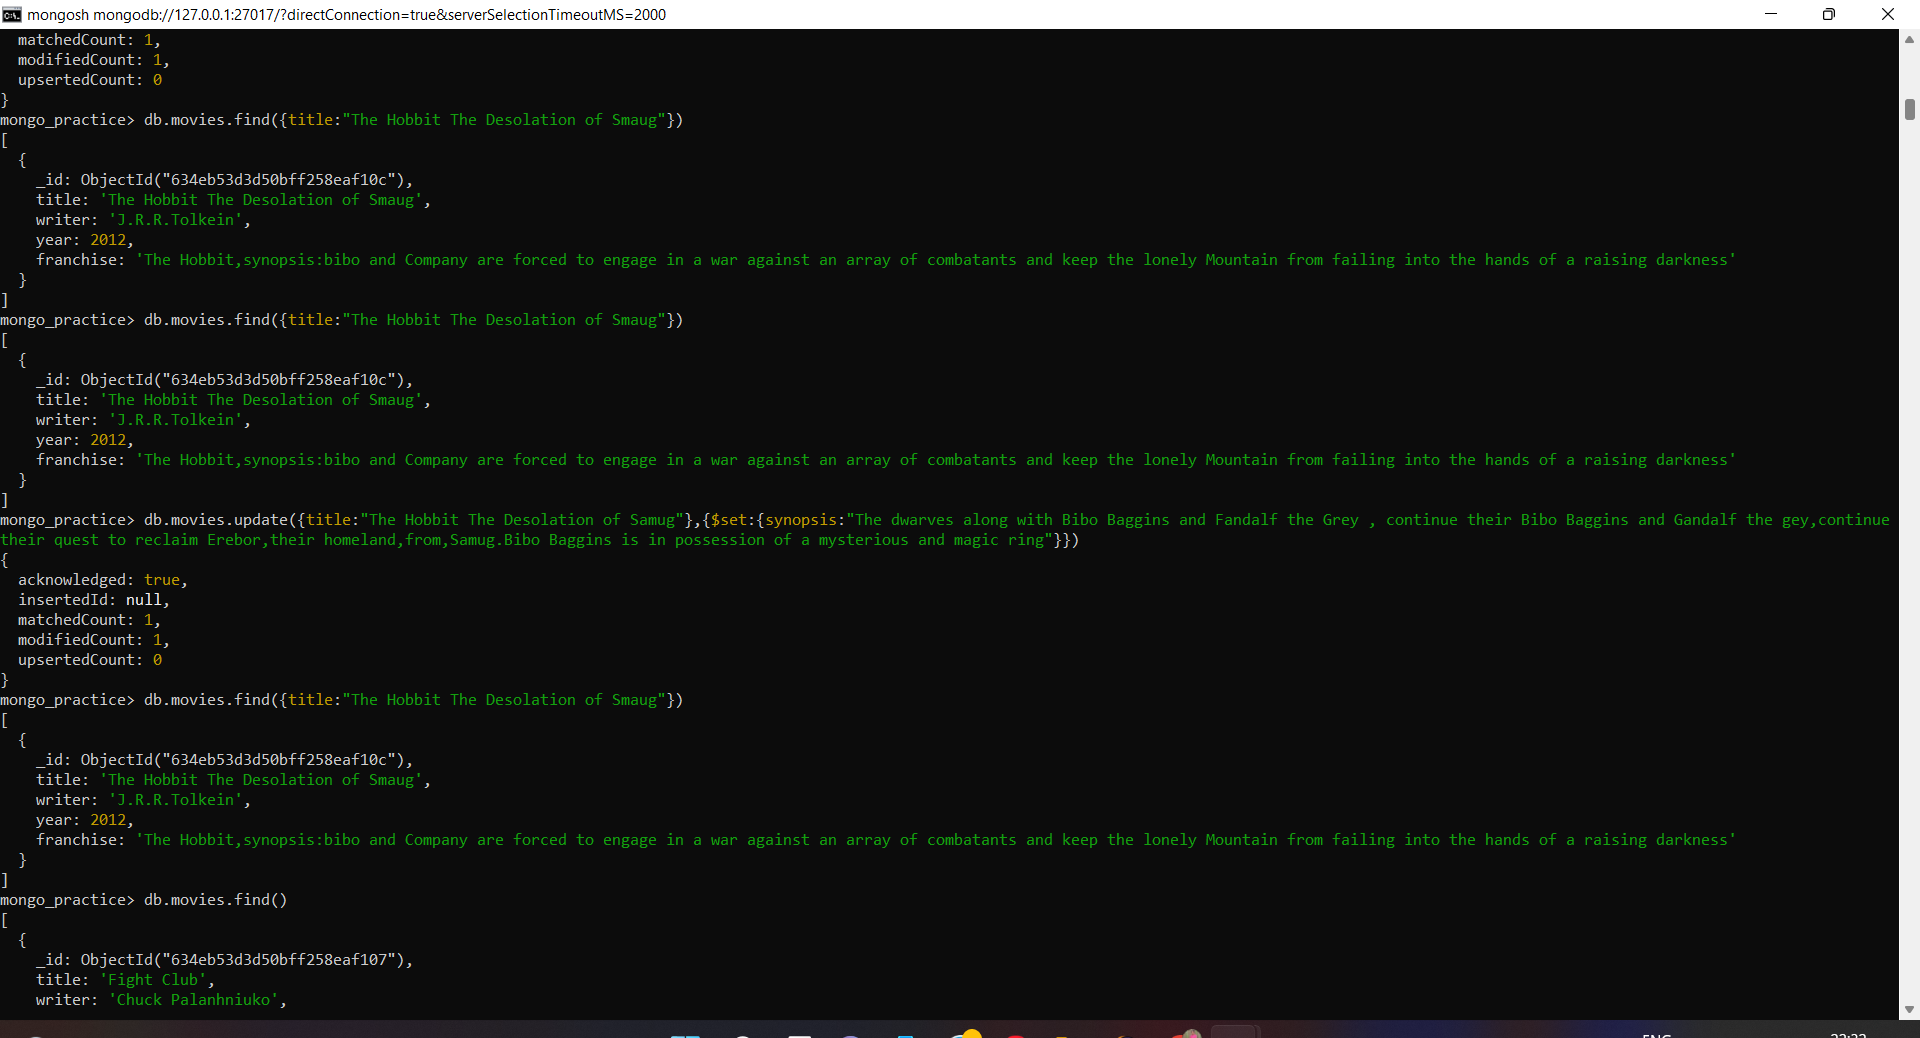 mongosh mongodb://127.0.0.1:27017/?directConnection=true&serverSelectionTimeoutMS=2000
  matchedCount: 1,
  modifiedCount: 1,
  upsertedCount: 0
}
mongo_practice> db.movies.find({title:"The Hobbit The Desolation of Smaug"})
[
  {
    _id: ObjectId("634eb53d3d50bff258eaf10c"),
    title: 'The Hobbit The Desolation of Smaug',
    writer: 'J.R.R.Tolkein',
    year: 2012,
    franchise: 'The Hobbit,synopsis:bibo and Company are forced to engage in a war against an array of combatants and keep the lonely Mountain from failing into the hands of a raising darkness'
  }
]
mongo_practice> db.movies.find({title:"The Hobbit The Desolation of Smaug"})
[
  {
    _id: ObjectId("634eb53d3d50bff258eaf10c"),
    title: 'The Hobbit The Desolation of Smaug',
    writer: 'J.R.R.Tolkein',
    year: 2012,
    franchise: 'The Hobbit,synopsis:bibo and Company are forced to engage in a war against an array of combatants and keep the lonely Mountain from failing into the hands of a raising darkness'
  }
]
mongo_practice> db.movies.update({title:"The Hobbit The Desolation of Samug"},{$set:{synopsis:"The dwarves along with Bibo Baggins and Fandalf the Grey , continue their Bibo Baggins and Gandalf the gey,continue
their quest to reclaim Erebor,their homeland,from,Samug.Bibo Baggins is in possession of a mysterious and magic ring"}})
{
  acknowledged: true,
  insertedId: null,
  matchedCount: 1,
  modifiedCount: 1,
  upsertedCount: 0
}
mongo_practice> db.movies.find({title:"The Hobbit The Desolation of Smaug"})
[
  {
    _id: ObjectId("634eb53d3d50bff258eaf10c"),
    title: 'The Hobbit The Desolation of Smaug',
    writer: 'J.R.R.Tolkein',
    year: 2012,
    franchise: 'The Hobbit,synopsis:bibo and Company are forced to engage in a war against an array of combatants and keep the lonely Mountain from failing into the hands of a raising darkness'
  }
]
mongo_practice> db.movies.find()
[
  {
    _id: ObjectId("634eb53d3d50bff258eaf107"),
    title: 'Fight Club',
    writer: 'Chuck Palanhniuko',